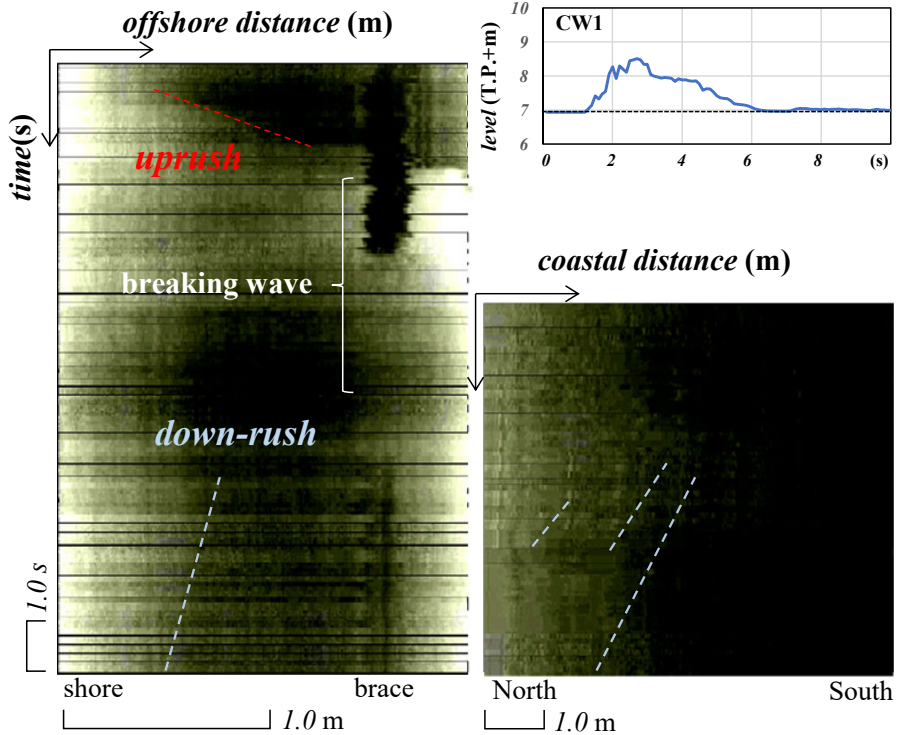 offshore distance (m)
time(s)
uprush
breaking wave
down-rush
1.0 s
shore
brace
1.0 m
CW1
level (T.P.+m)
10
9
8
7
6
0
2
4
6
8
(s)
coastal distance (m)
North
South
1.0 m